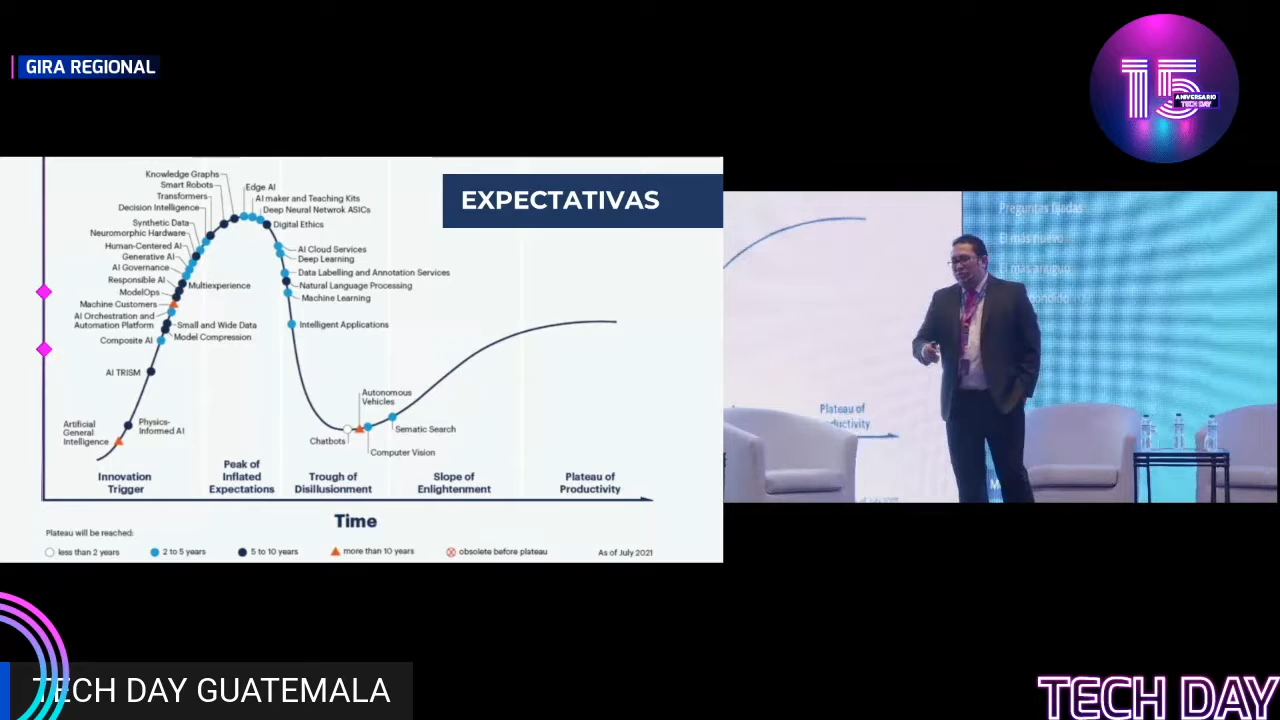 GIRA REGIONAL
15
ANIVERSARIO
TECH DAY
EXPECTATIVAS
Knowledge Graphs
Smart Robots
Transformers
Decision Intelligence
Synthetic Data
Neuromorphic Hardware
Human-Centered AI
Generative AI
AI Governance
Responsible AI
ModelOps
Multiexperience
Machine Customers
AI Orchestration and
Automation Platform
Small and Wide Data
Model Compression
Composite AI
AI TRISM
Artificial
General
Intelligence
Physics-
Informed AI
Edge AI
AI maker and Teaching Kits
Deep Neural Netwrok ASICs
Digital Ethics
AI Cloud Services
Deep Learning
Data Labelling and Annotation Services
Natural Language Processing
Machine Learning
Intelligent Applications
Autonomous
Vehicles
Chatbots
Sematic Search
Computer Vision
Innovation
Trigger
Peak of
Inflated
Expectations
Trough of
Disillusionment
Slope of
Enlightenment
Plateau of
Productivity
Time
Plateau will be reached:
less than 2 years
2 to 5 years
5 to 10 years
more than 10 years
obsolete before plateau
As of July 2021
Preguntas
Plateau of
TECH DAY GUATEMALA
TECH DAY